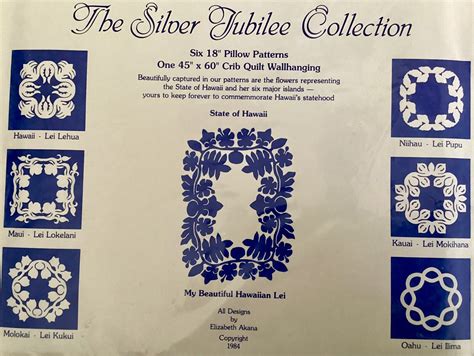 The Silver Jubilee Collection
Six 18" Pillow Patterns
One 45" x 60" Crib Quilt Wallhanging
Beautifully captured in our patterns are the flowers representing
the State of Hawaii and her six major islands —
yours to keep forever to commemorate Hawaii's statehood
State of Hawaii
Hawaii - Lei Lehua
Maui - Lei Lokelani
Molokai - Lei Kukui
Niihau - Lei Pupu
Kauai - Lei Mokihana
Oahu - Lei Ilima
My Beautiful Hawaiian Lei
All Designs
by
Elizabeth Akana
Copyright
1984